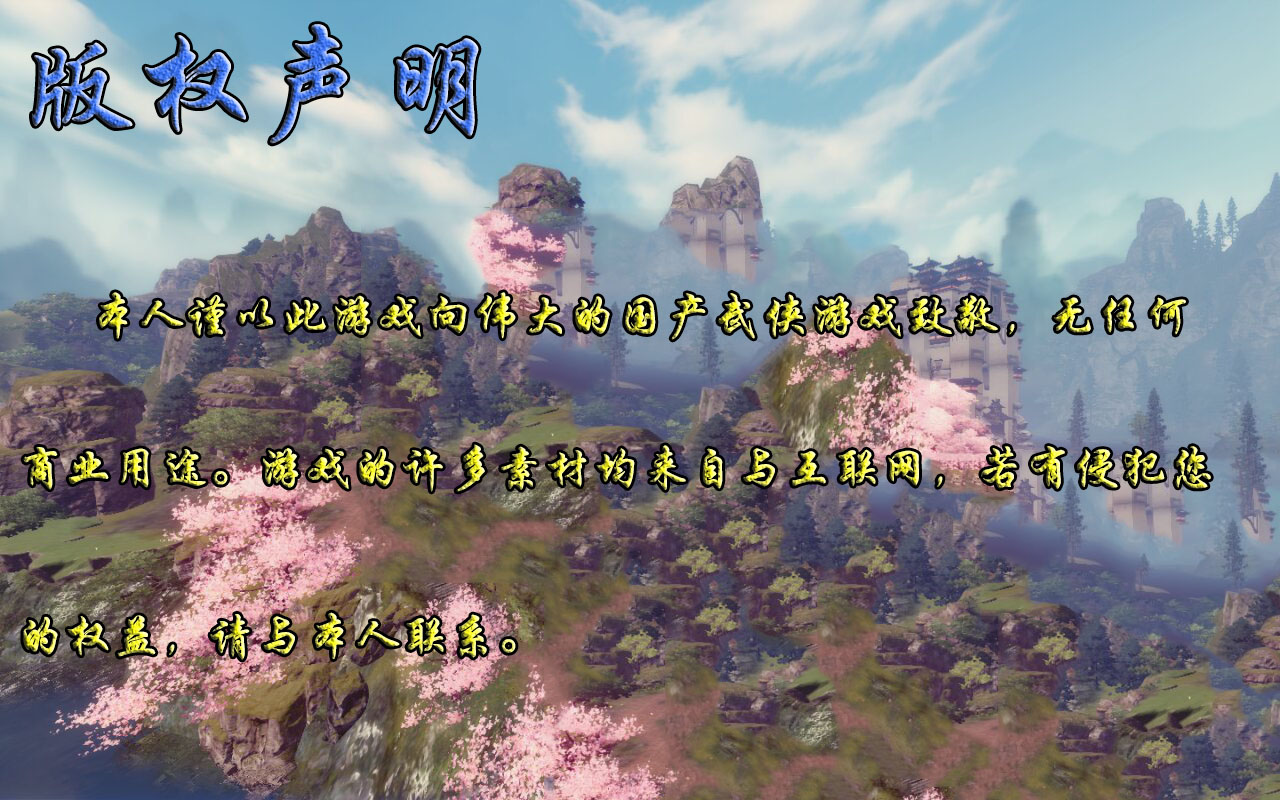 版权声明
本人谨以此游戏向伟大的国产武侠游戏致敬，无任何
商业用途。游戏的许多素材均来自与互联网，若有侵犯您
的权益，请与本人联系。